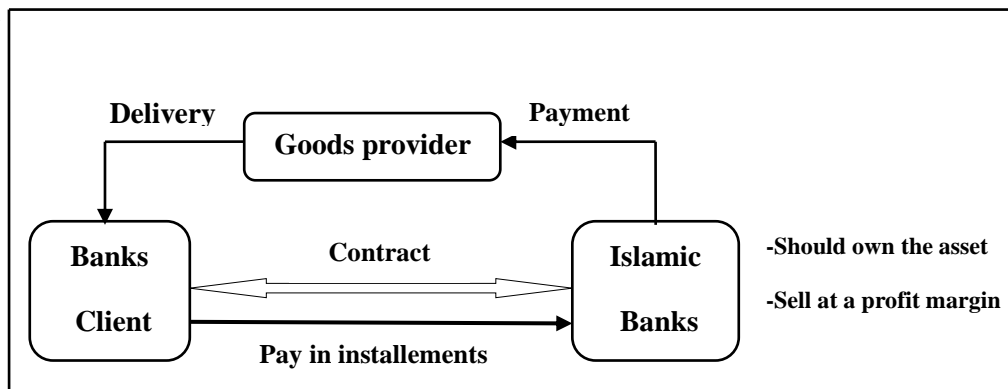 Delivery
Payment
Goods provider
Banks
Client
Contract
Islamic
Banks
-Should own the asset
-Sell at a profit margin
Pay in installements